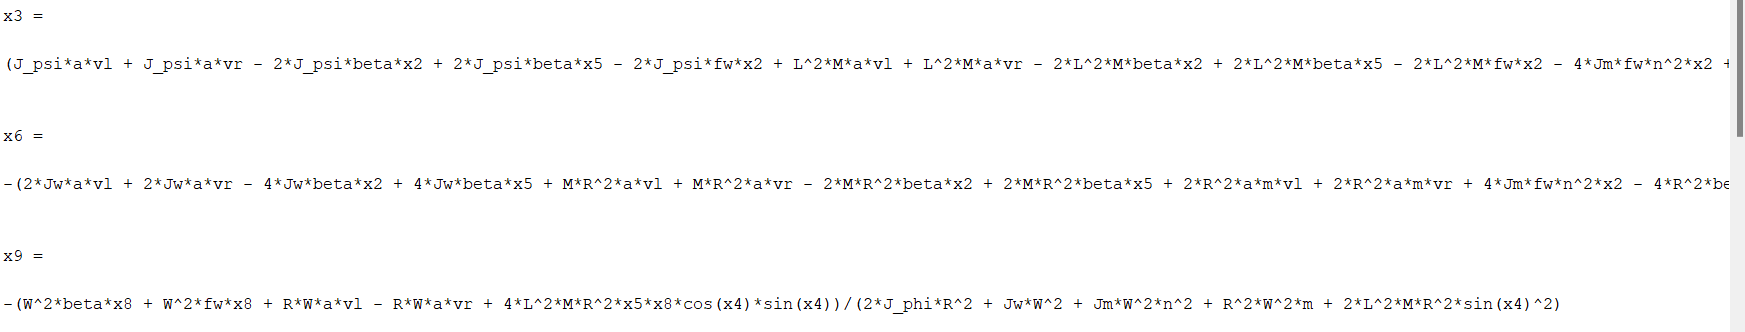 x3 =
(J_psi*a*vl + J_psi*a*vr - 2*J_psi*beta*x2 + 2*J_psi*beta*x5 - 2*J_psi*fw*x2 + L^2*M*a*vl + L^2*M*a*vr - 2*L^2*M*beta*x2 + 2*L^2*M*beta*x5 - 2*L^2*M*fw*x2 - 4*Jm*fw*n^2*x2 +
x6 =
-(2*Jw*a*vl + 2*Jw*a*vr - 4*Jw*beta*x2 + 4*Jw*beta*x5 + M*R^2*a*vl + M*R^2*a*vr - 2*M*R^2*beta*x2 + 2*M*R^2*beta*x5 + 2*R^2*a*m*vl + 2*R^2*a*m*vr + 4*Jm*fw*n^2*x2 - 4*R^2*be
x9 =
-(W^2*beta*x8 + W^2*fw*x8 + R*W*a*vl - R*W*a*vr + 4*L^2*M*R^2*x5*x8*cos(x4)*sin(x4))/(2*J_phi*R^2 + Jw*W^2 + Jm*W^2*n^2 + R^2*W^2*m + 2*L^2*M*R^2*sin(x4)^2)